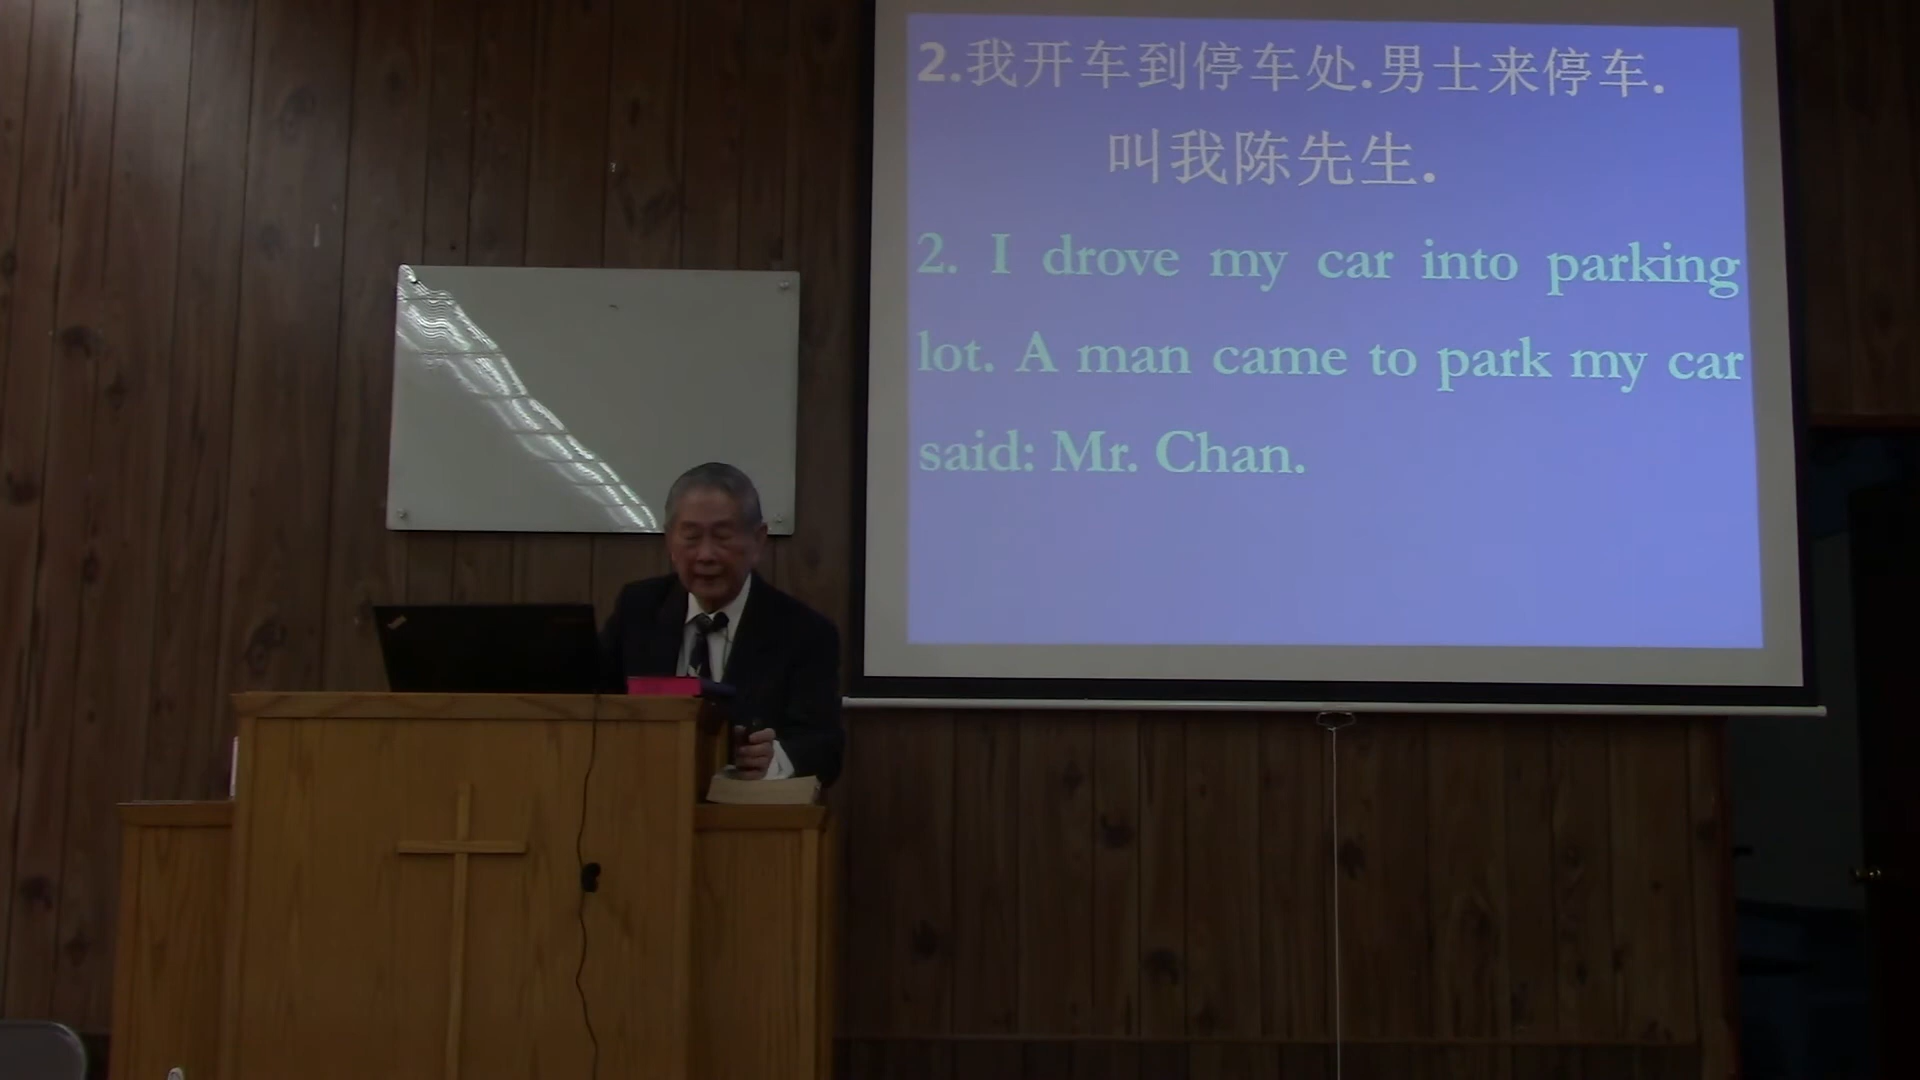 2.我开车到停车处.男士来停车.
叫我陈先生.
2. I drove my car into parking
lot. A man came to park my car
said: Mr. Chan.